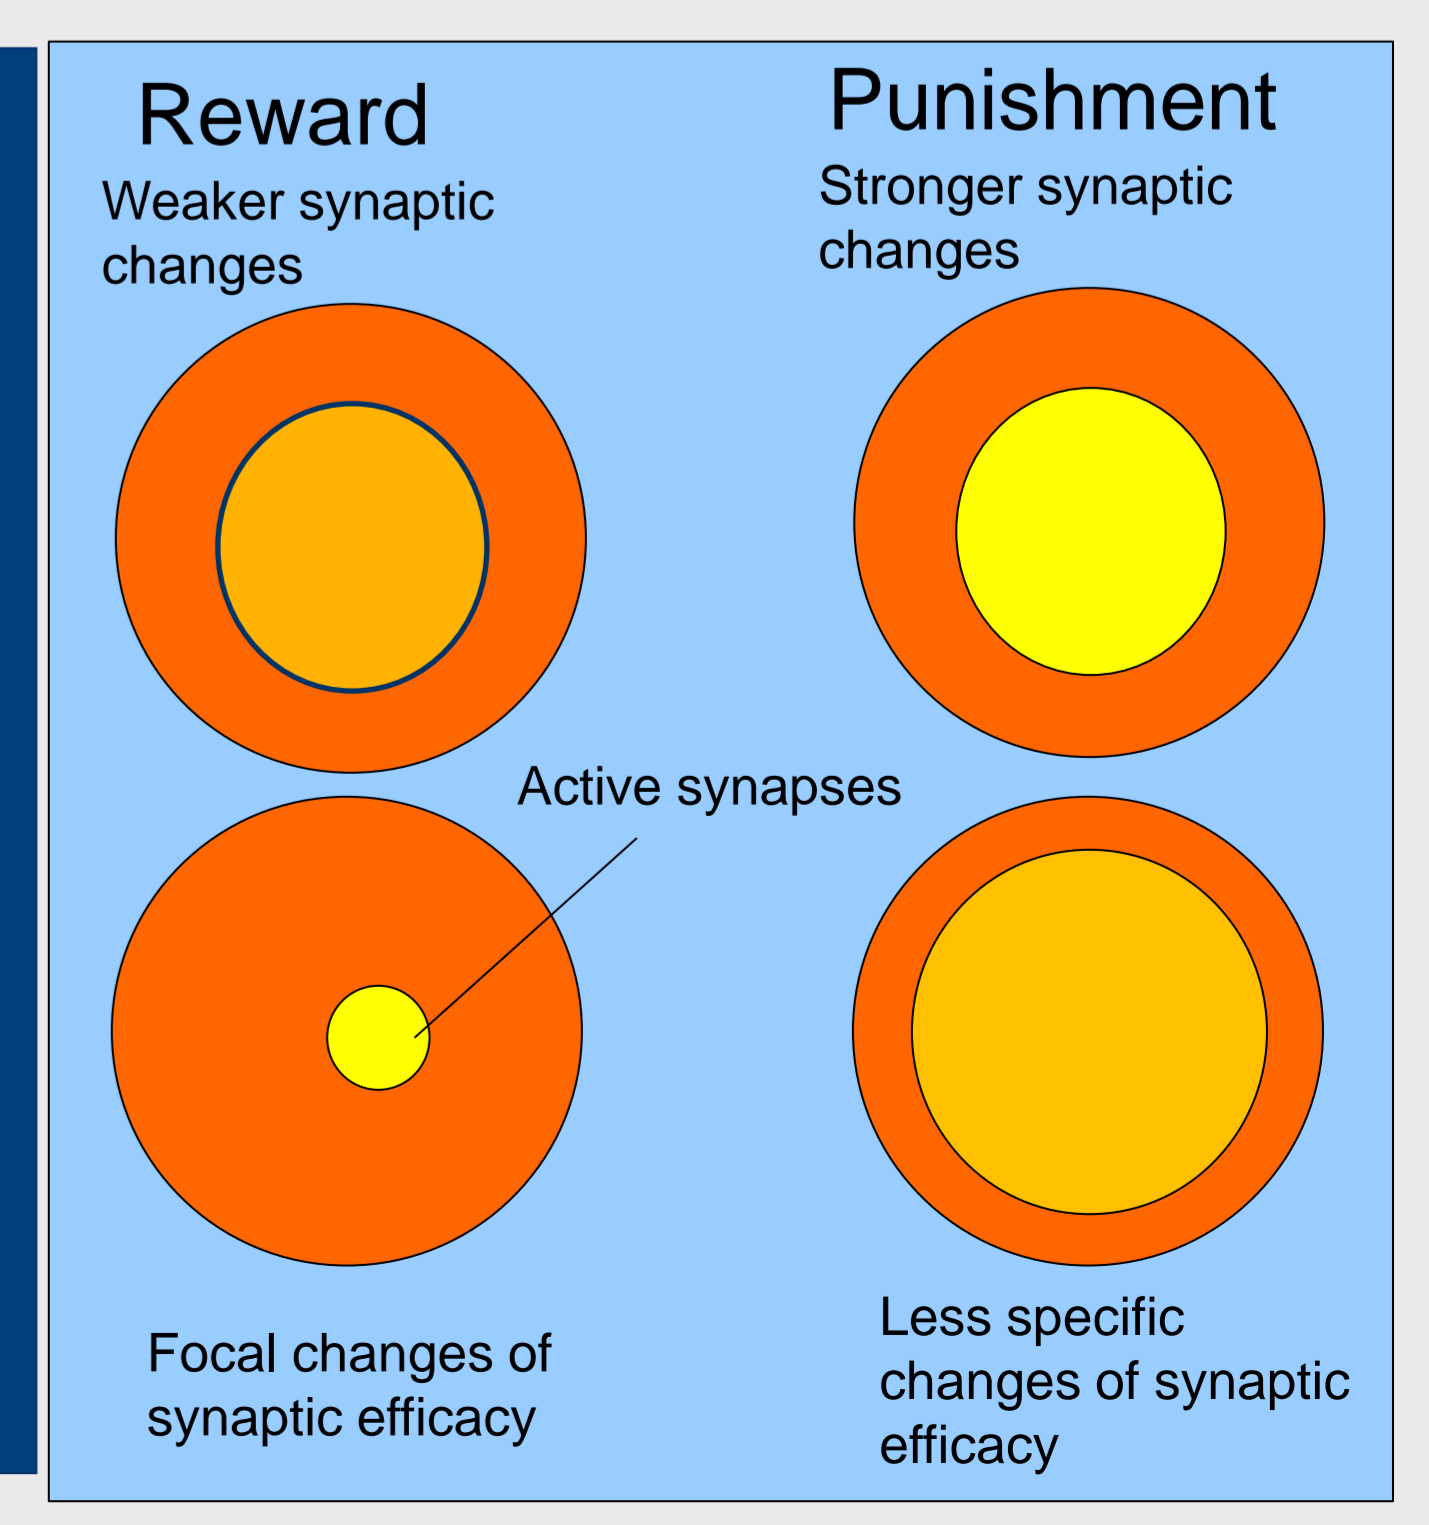 Reward
Weaker synaptic
changes
Punishment
Stronger synaptic
changes
Active synapses
Focal changes of
synaptic efficacy
Less specific
changes of synaptic
efficacy